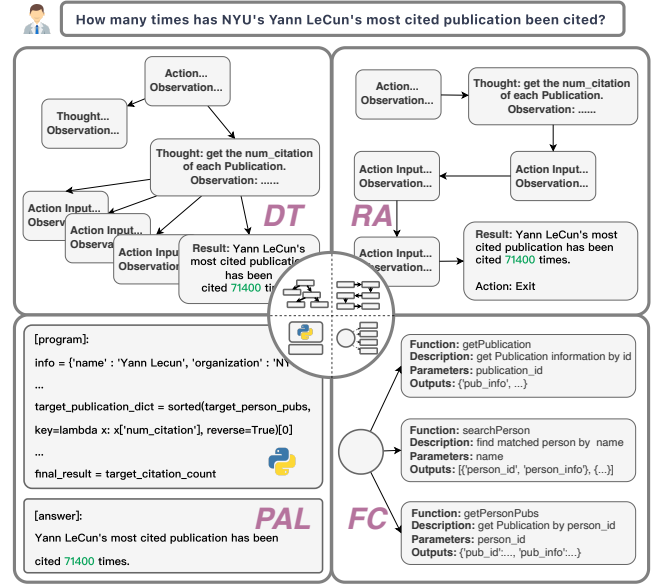 How many times has NYU's Yann LeCun's most cited publication been cited?
Action...
Observation...
Thought...
Observation...
Thought: get the num_citation
of each Publication.
Observation: ......
Action Input...
Observation...
Action Input...
Observation...
Action Input...
Observation...
Result: Yann LeCun's
most cited publication
has been
cited 71400
DT
Action...
Observation...
Thought: get the num_citation
of each Publication.
Observation: ......
Action Input...
Observation...
Action Input...
Observation...
RA
Action Input...
Observation...
Result: Yann LeCun's most
cited publication has been
cited 71400 times.
Action: Exit
[program]:
info = {'name' : 'Yann Lecun', 'organization' : 'NY
...
target_publication_dict = sorted(target_person_pubs,
key=lambda x: x['num_citation'], reverse=True)[0]
...
fnal_result = target_citation_count
[answer]:
Yann LeCun's most cited publication has been
cited 71400 times.
PAL
Function: getPublication
Description: get Publication information by id
Parameters: publication_id
Outputs: {'pub_info', ...}
Function: searchPerson
Description: find matched person by name
Parameters: name
Outputs: [{'person_id', 'person_info'}, {...}]
Function: getPersonPubs
Description: get Publication by person_id
Parameters: person_id
Outputs: {'pub_id':..., 'pub_info':...}
FC